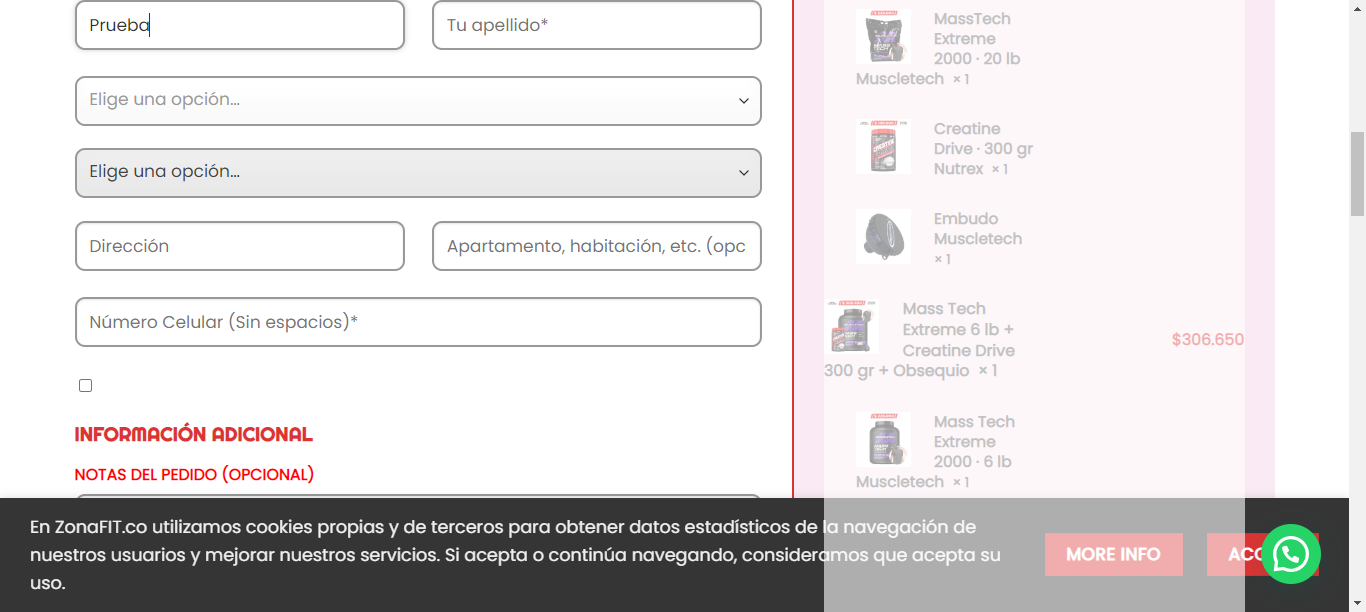 Prueba
Tu apellido*
Elige una opción...
Elige una opción...
Dirección
Apartamento, habitación, etc. (opc
Número Celular (Sin espacios)*
INFORMACIÓN ADICIONAL
NOTAS DEL PEDIDO (OPCIONAL)
MassTech
Extreme
2000 · 20 lb
Muscletech × 1
Creatine
Drive · 300 gr
Nutrex × 1
Embudo
Muscletech
× 1
Mass Tech
Extreme 6 lb +
Creatine Drive
300 gr + Obsequio × 1
$306.650
Mass Tech
Extreme
2000 · 6 lb
Muscletech × 1
En ZonaFIT.co utilizamos cookies propias y de terceros para obtener datos estadísticos de la navegación de
nuestros usuarios y mejorar nuestros servicios. Si acepta o continúa navegando, consideramos que acepta su
uso.
MORE INFO